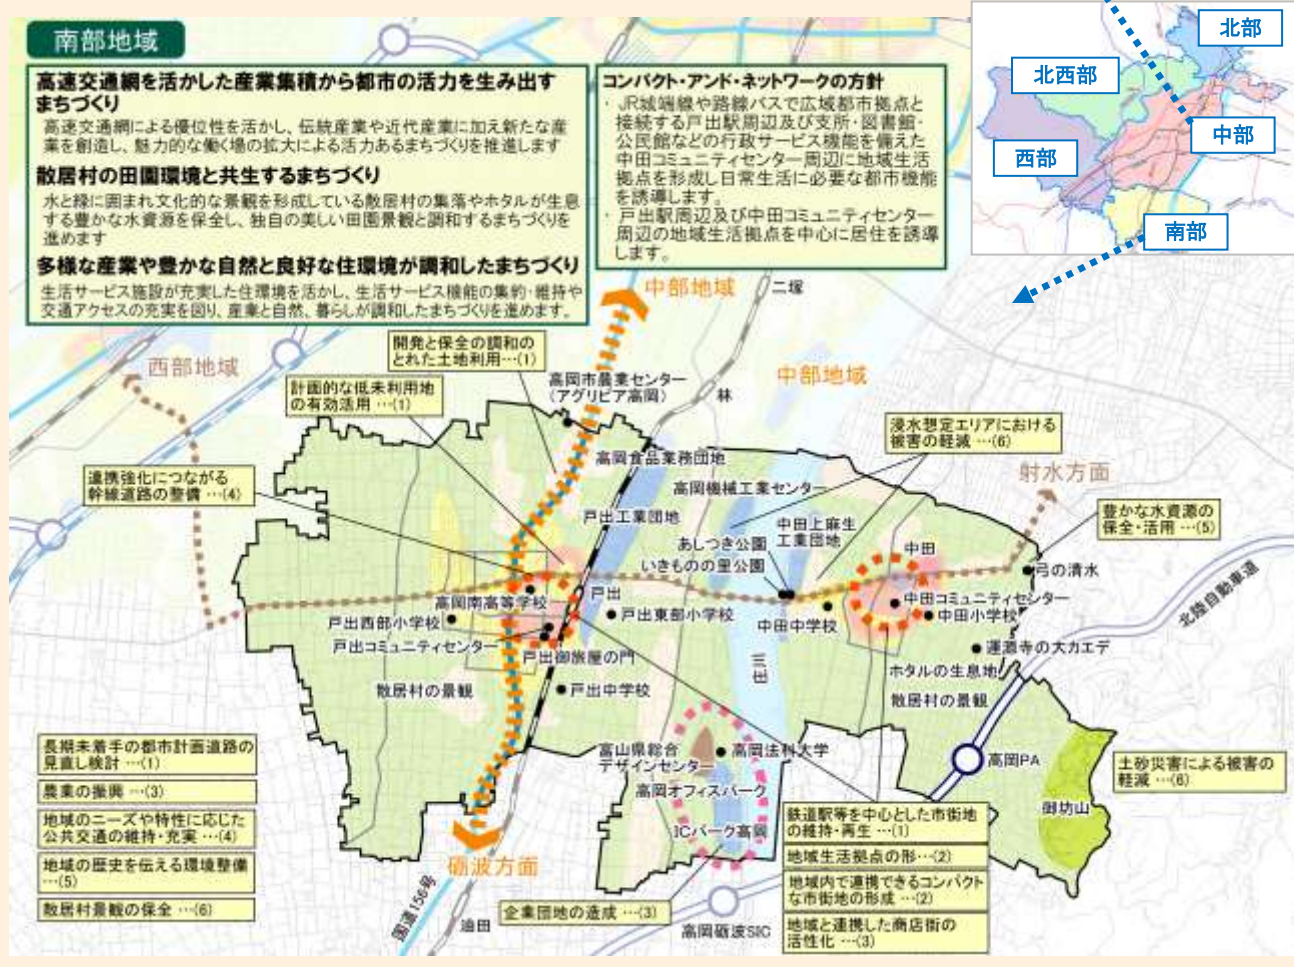 南部地域
高速交通網を活かした産業集積から都市の活力を生み出す
まちづくり
高速交通網による優位性を活かし、伝統産業や近代産業に加え新たな産
業を創造し、魅力的な働く場の拡大による活力あるまちづくりを推進します
散居村の田園環境と共生するまちづくり
水と緑に囲まれ文化的な景観を形成している散居村の集落やホタルが生息
する豊かな水資源を保全し、独自の美しい田園景観と調和するまちづくりを
進めます
多様な産業や豊かな自然と良好な住環境が調和したまちづくり
生活サービス施設が充実した住環境を活かし、生活サービス機能の集約・維持や
交通アクセスの充実を図り、産業と自然、暮らしが調和したまちづくりを進めます。
コンパクト・アンド・ネットワークの方針
・ JR城端線や路線バスで広域都市拠点と
接続する戸出駅周辺及び支所・図書館・
公民館などの行政サービス機能を備えた
中田コミュニティセンター周辺に地域生活
拠点を形成し日常生活に必要な都市機能
を誘導します。
・ 戸出駅周辺及び中田コミュニティセンター
周辺の地域生活拠点を中心に居住を誘導
します。
北部
北西部
中部
西部
南部
中部地域
二塚
西部地域
開発と保全の調和の
とれた土地利用…(1)
計画的な低未利用地
の有効活用 …(1)
高岡市農業センター
(アグリピア高岡)
林
中部地域
浸水想定エリアにおける
被害の軽減 …(6)
連携強化につながる
幹線道路の整備 …(4)
高岡食品業務団地
高岡機械工業センター
射水方面
豊かな水資源の
保全・活用 …(5)
戸出工業団地
中田上麻生
工業団地
あしつき公園
いきものの里公園
中田
弓の清水
高岡南高等学校
戸出
中田コミュニティセンター
戸出西部小学校
戸出東部小学校
中田中学校
中田小学校
北陸自動車道
戸出コミュニティセンター
戸出御旅屋の門
蓮源寺の大カエデ
庄川
ホタルの生息地
散居村の景観
戸出中学校
散居村の景観
長期未着手の都市計画道路の
見直し検討 …(1)
農業の振興 …(3)
地域のニーズや特性に応じた
公共交通の維持・充実 …(4)
地域の歴史を伝える環境整備
…(5)
散居村景観の保全 …(6)
富山県総合
デザインセンター
高岡法科大学
高岡オフィスパーク
ICパーク高岡
高岡PA
土砂災害による被害の
軽減 …(6)
御坊山
鉄道駅等を中心とした市街地
の維持・再生 …(1)
地域生活拠点の形…(2)
地域内で連携できるコンパクト
な市街地の形成 …(2)
地域と連携した商店街の
活性化 …(3)
砺波方面
国道156号
油田
企業団地の造成 …(3)
高岡砺波SIC